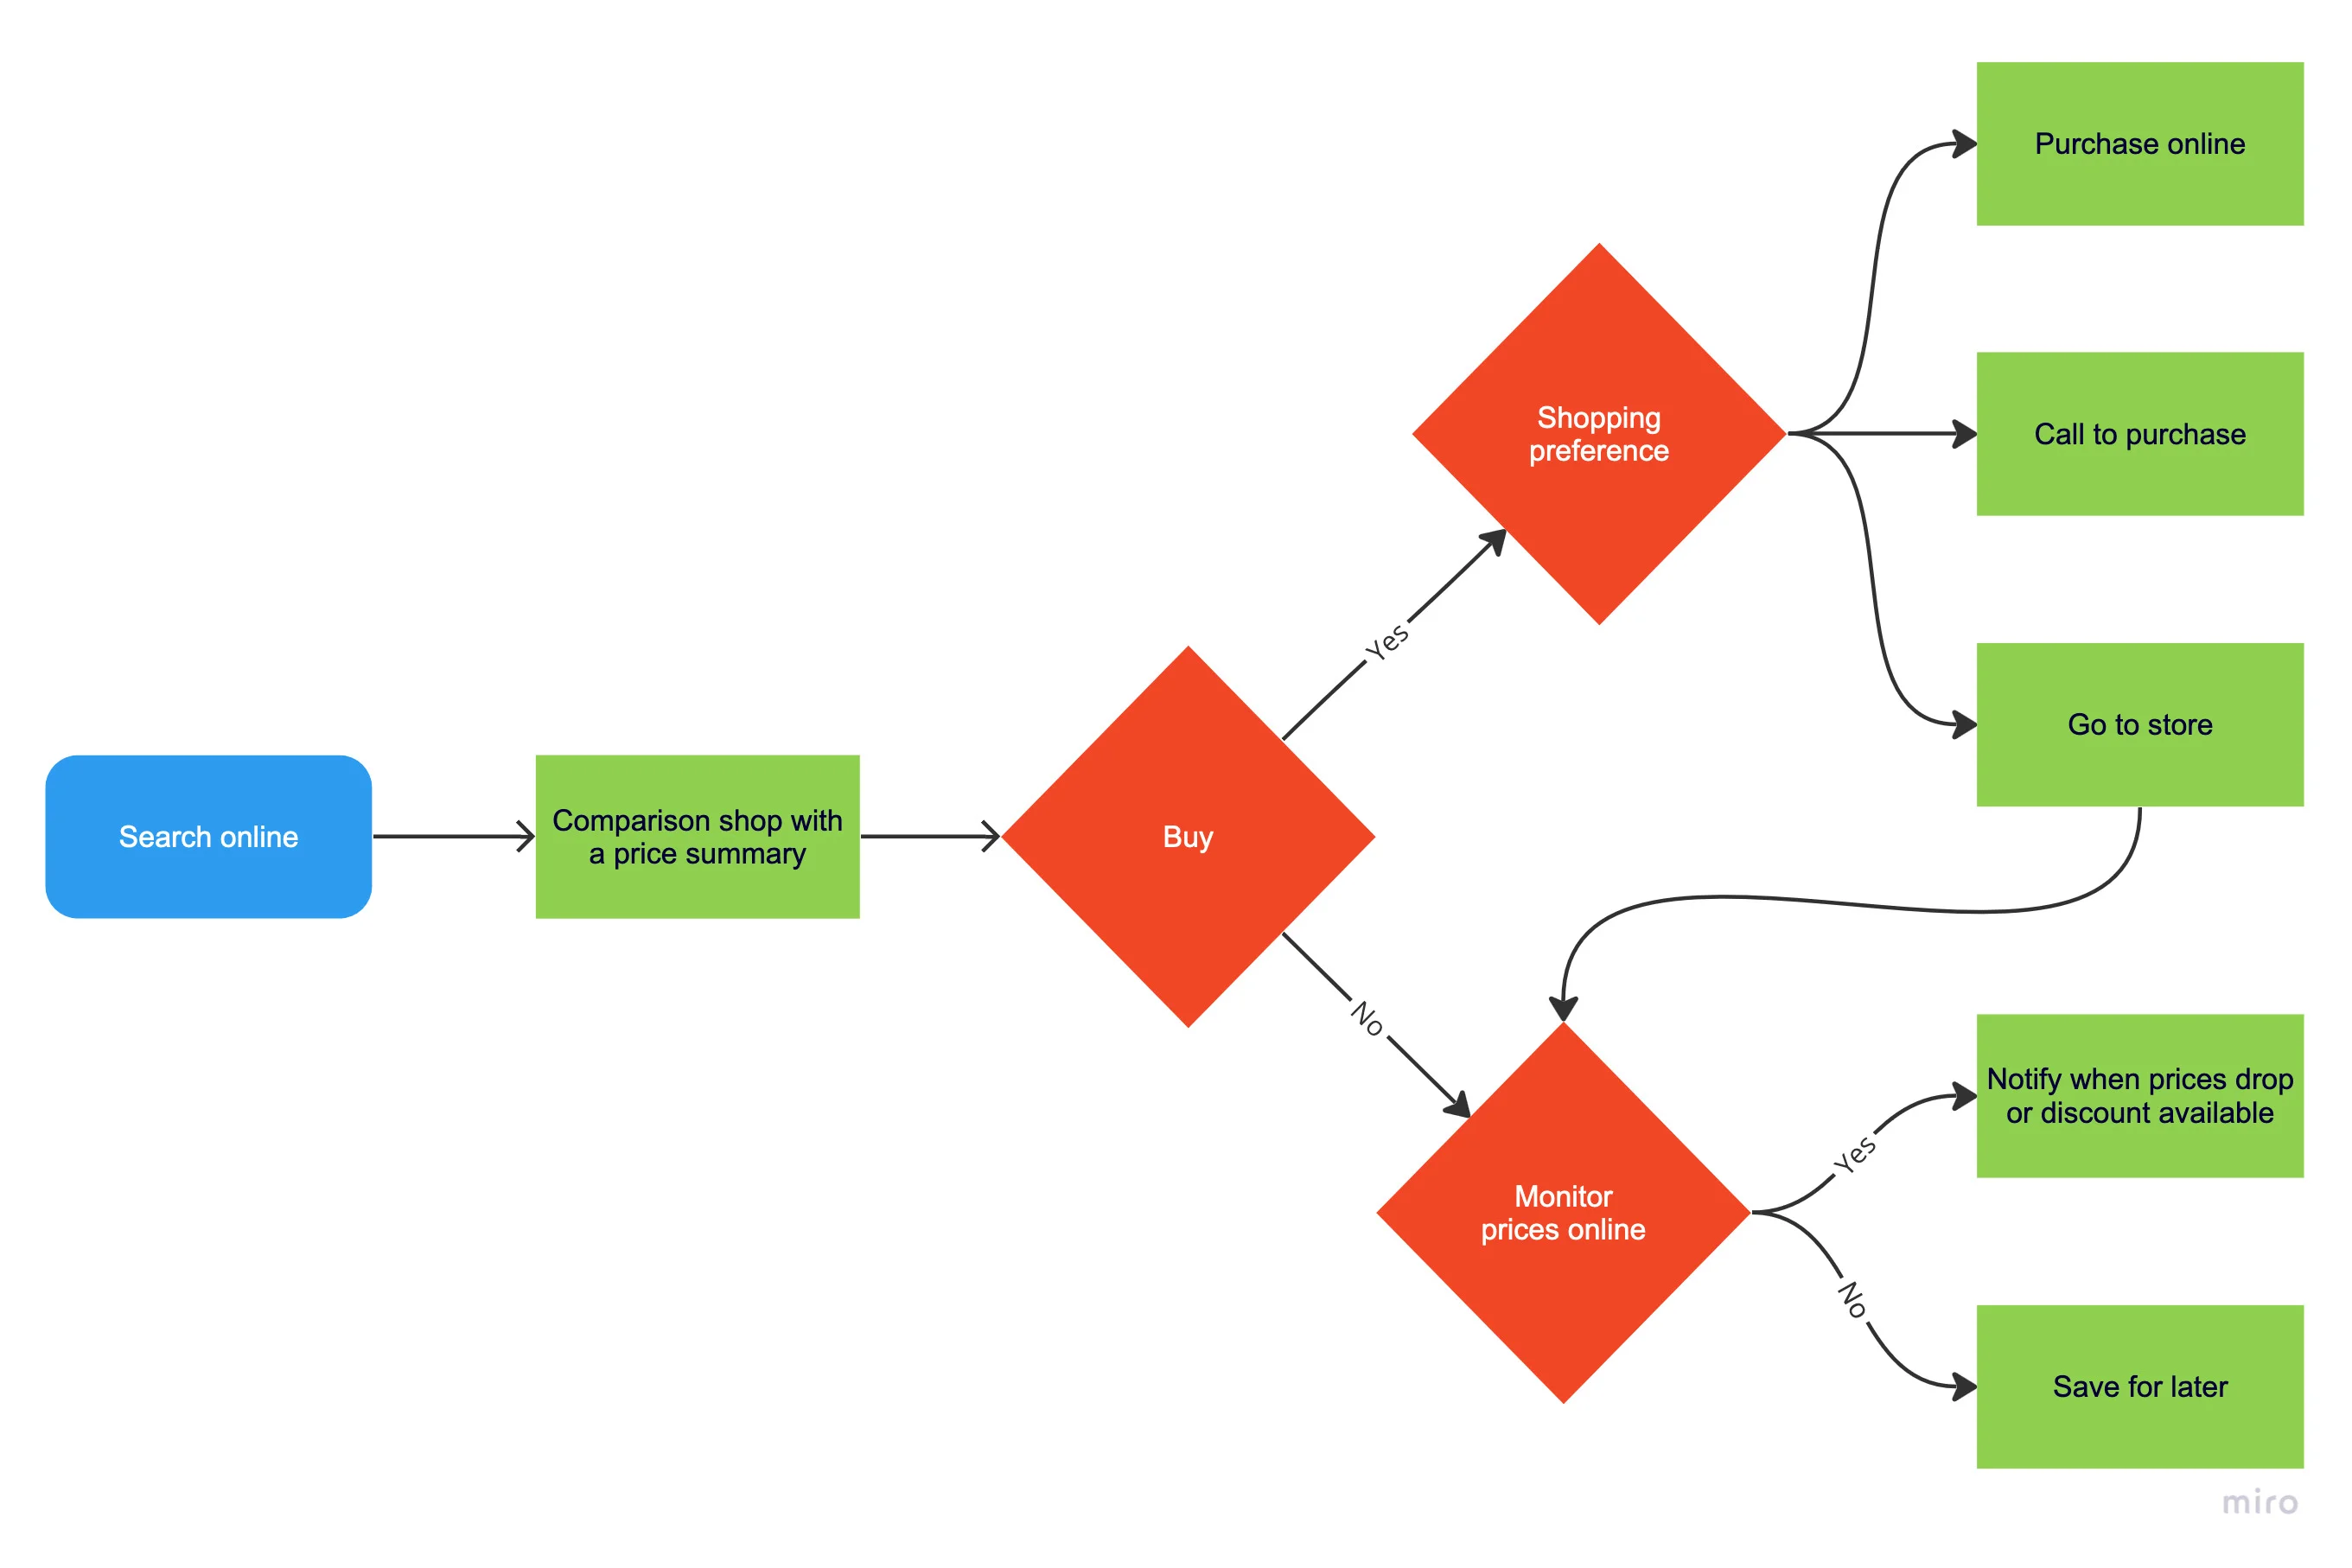 Search online
Comparison shop with
a price summary
Buy
Yes
No
Shopping
preference
Purchase online
Call to purchase
Go to store
Monitor
prices online
Yes
No
Notify when prices drop
or discount available
Save for later
miro